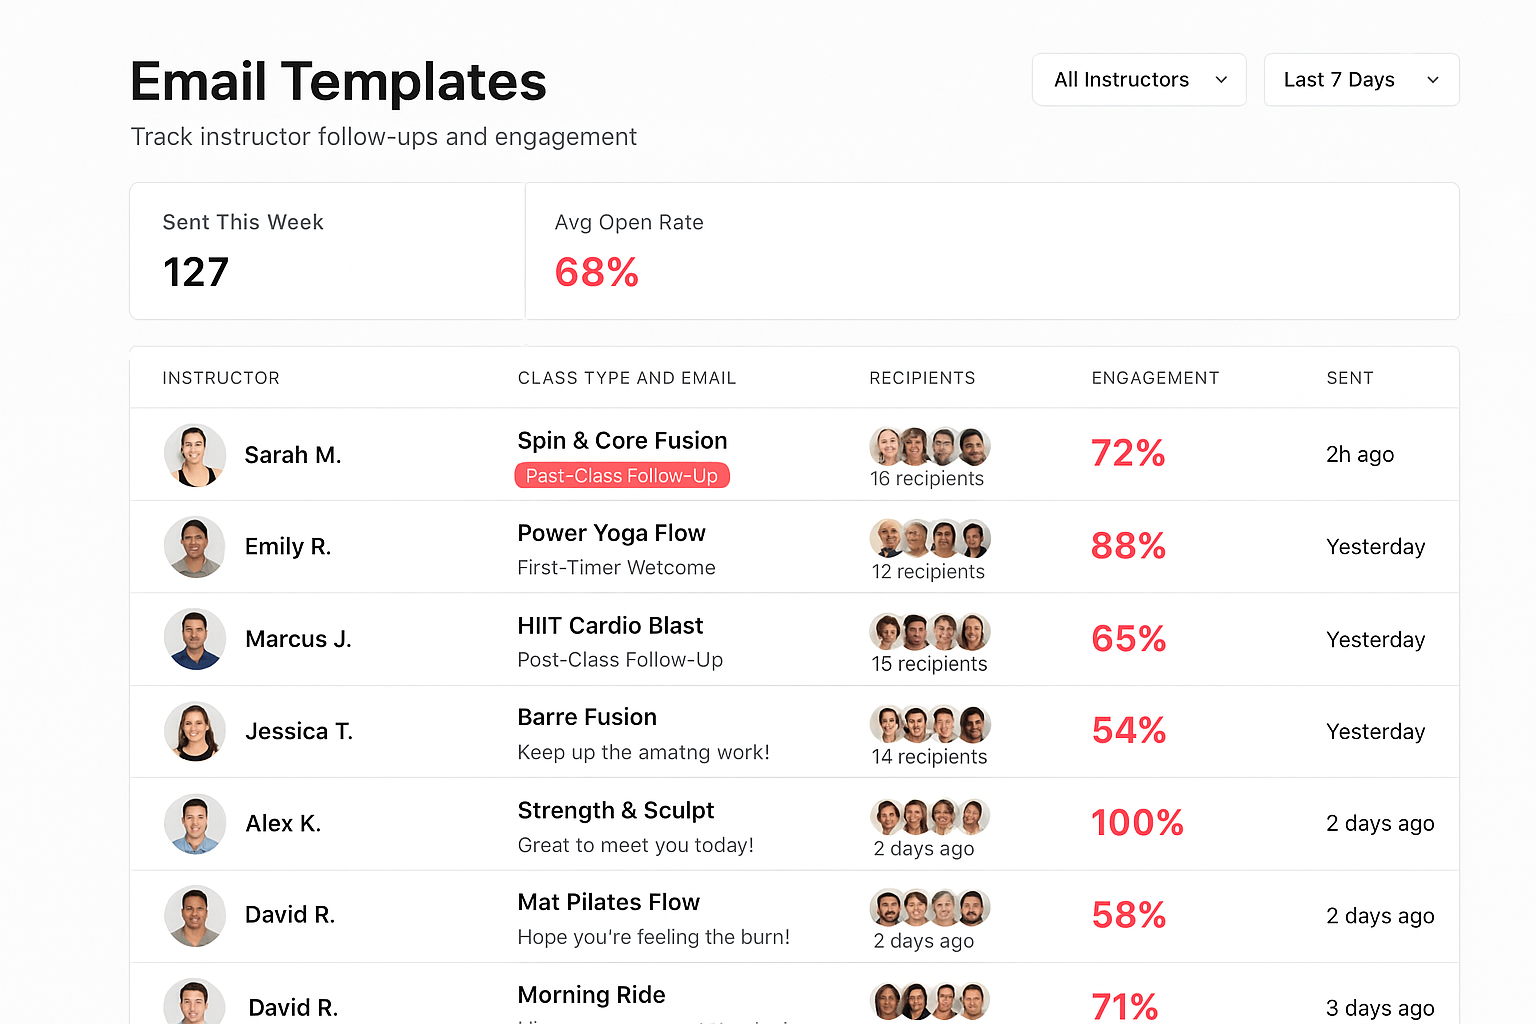 Email Templates
All Instructors
Last 7 Days
Track instructor follow-ups and engagement
Sent This Week
Avg Open Rate
127
68%
INSTRUCTOR
CLASS TYPE AND EMAIL
RECIPIENTS
ENGAGEMENT
SENT
Sarah M.
Spin & Core Fusion
Past-Class Follow-Up
16 recipients
72%
2h ago
Emily R.
Power Yoga Flow
First-Timer Wetcome
12 recipients
88%
Yesterday
Marcus J.
HIIT Cardio Blast
Post-Class Follow-Up
15 recipients
65%
Yesterday
Jessica T.
Barre Fusion
Keep up the amatng work!
14 recipients
54%
Yesterday
Alex K.
Strength & Sculpt
Great to meet you today!
2 days ago
100%
2 days ago
David R.
Mat Pilates Flow
Hope you're feeling the burn!
2 days ago
58%
2 days ago
David R.
Morning Ride
71%
3 days ago